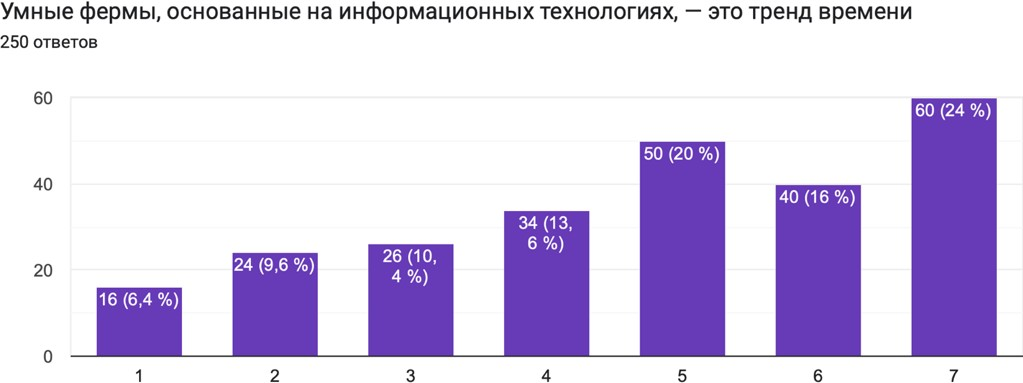 Умные фермы, основанные на информационных технологиях, — это тренд времени
250 ответов
60
40
20
0
16 (6,4 %)
24 (9,6 %)
26 (10,
4 %)
34 (13,
6 %)
50 (20 %)
40 (16 %)
60 (24 %)
1
2
3
4
5
6
7